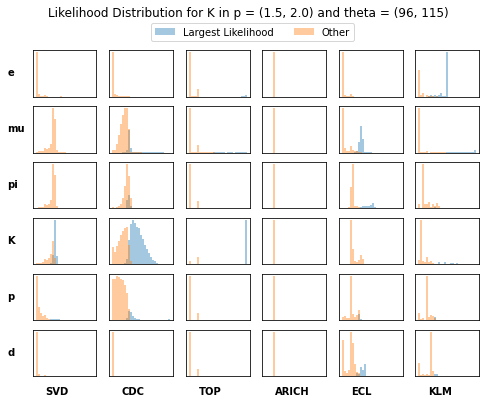 Likelihood Distribution for K in p = (1.5, 2.0) and theta = (96, 115)
Largest Likelihood Other
e
mu
pi
K
p
d
SVD CDC TOP ARICH ECL KLM